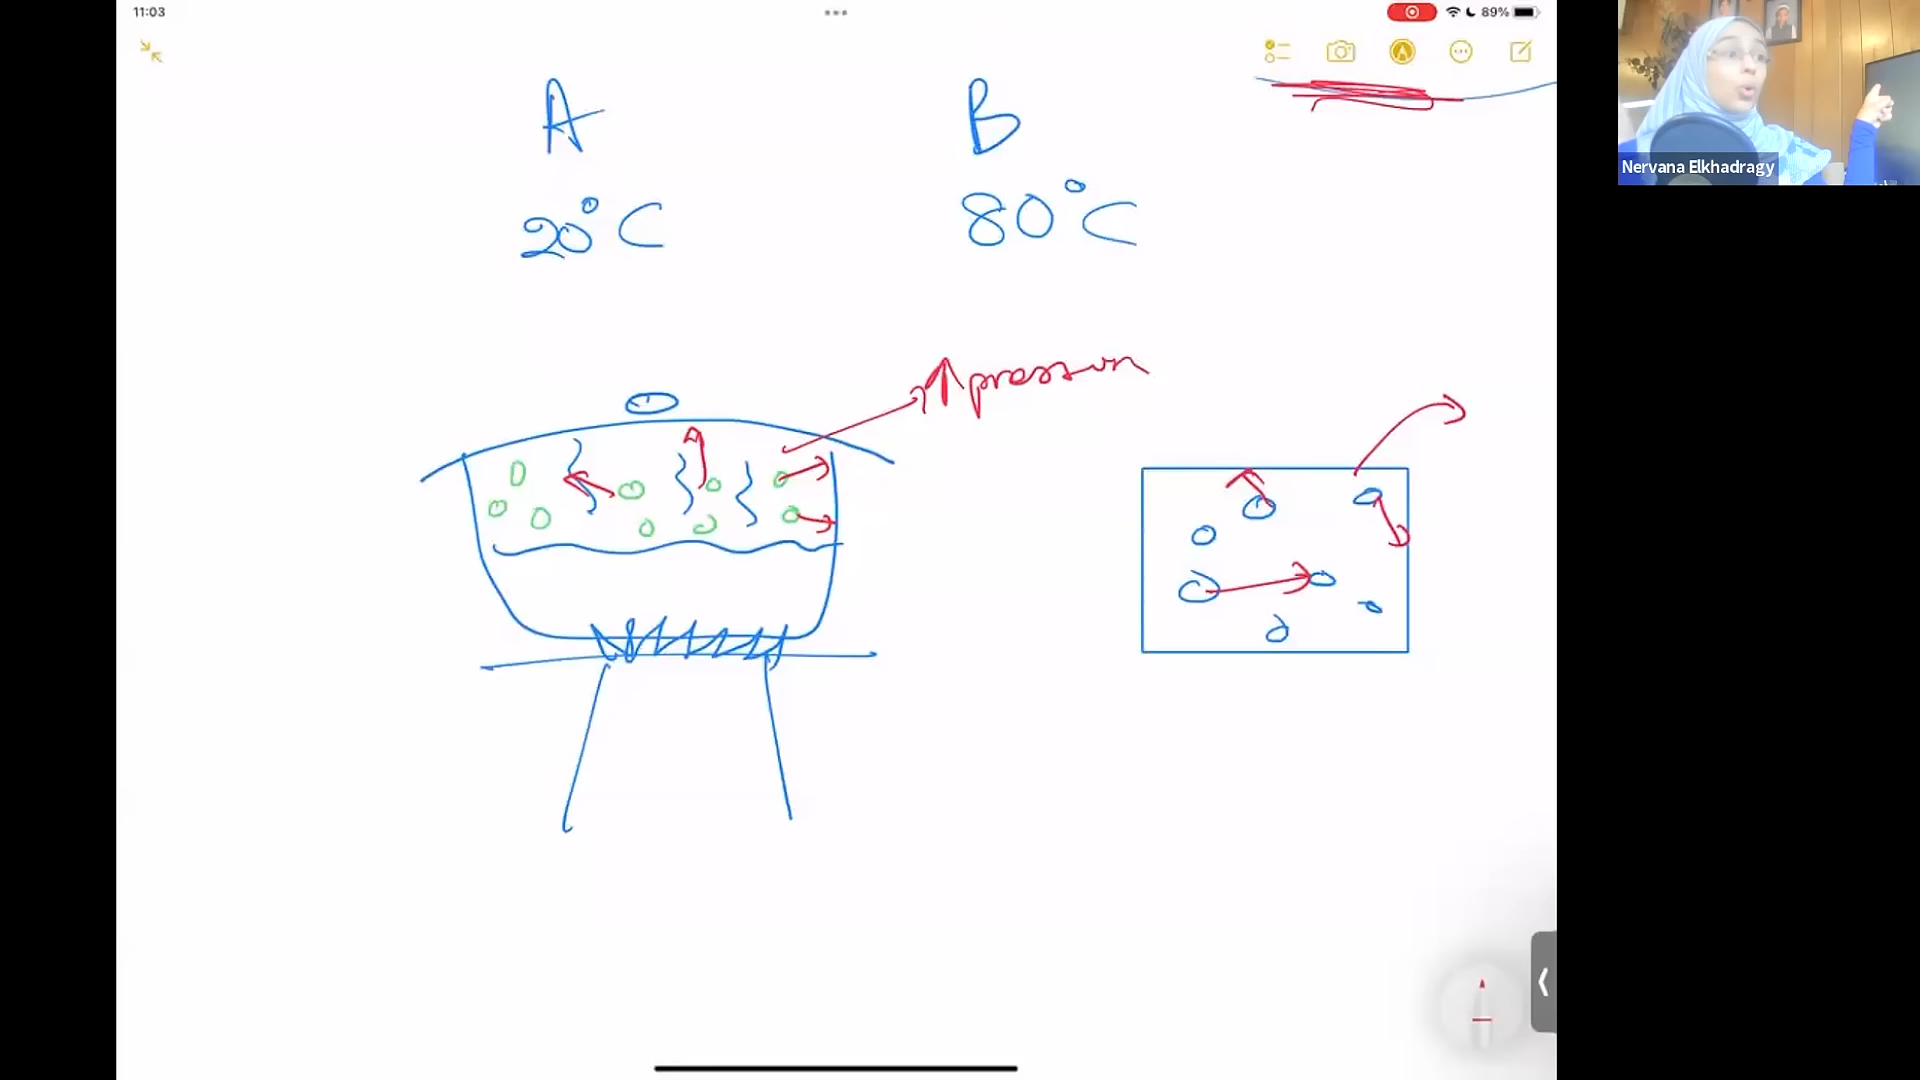 11:03
89%
A B
20°C 80°C
↑ pressure
Nervana Elkhadragy